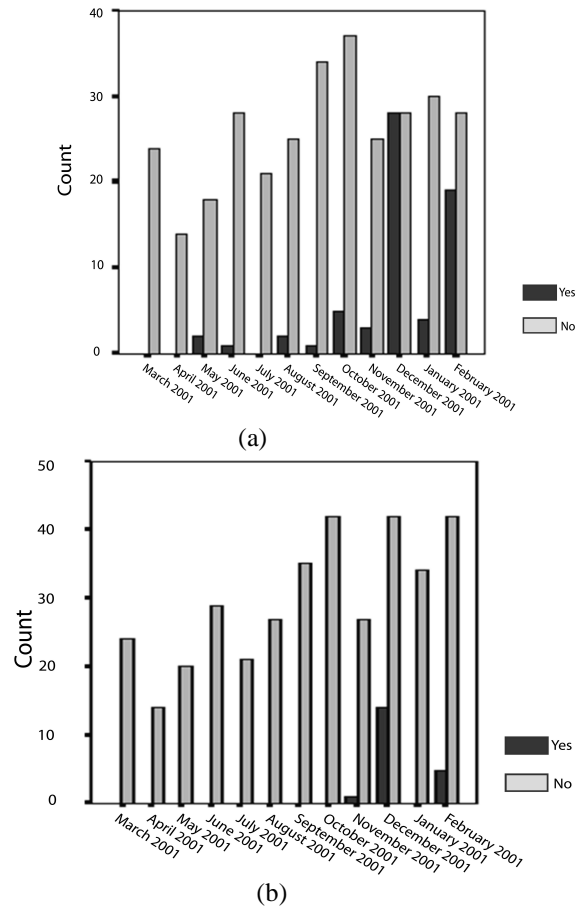 40
30
20
10
0
Count
March 2001
April 2001
May 2001
June 2001
July 2001
August 2001
September 2001
October 2001
November 2001
December 2001
January 2001
February 2001
Yes
No
(a)
50
40
30
20
10
0
Count
March 2001
April 2001
May 2001
June 2001
July 2001
August 2001
September 2001
October 2001
November 2001
December 2001
January 2001
February 2001
Yes
No
(b)